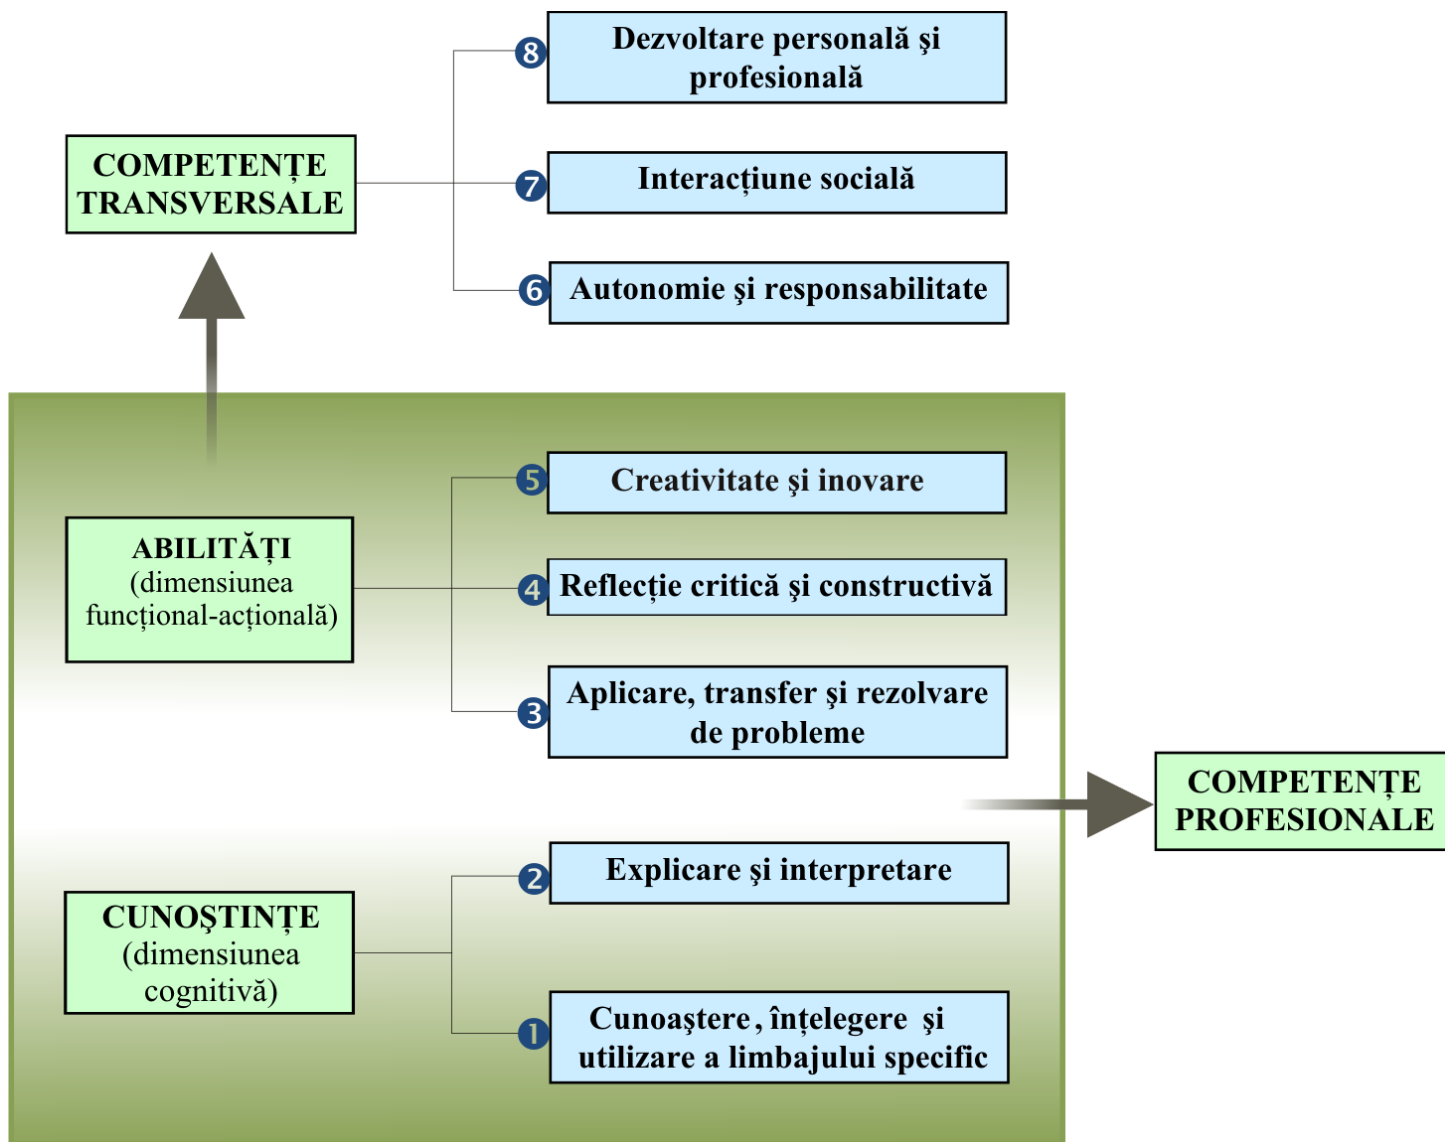 8
Dezvoltare personală şi
profesională
COMPETENȚE
TRANSVERSALE
7
Interacțiune socială
6
Autonomie şi responsabilitate
5
Creativitate şi inovare
ABILITĂȚI
(dimensiunea
funcțional-acțională)
4
Reflecție critică şi constructivă
3
Aplicare, transfer şi rezolvare
de probleme
COMPETENȚE
PROFESIONALE
2
Explicare şi interpretare
CUNOŞTINȚE
(dimensiunea
cognitivă)
1
Cunoaştere, înțelegere şi
utilizare a limbajului specific